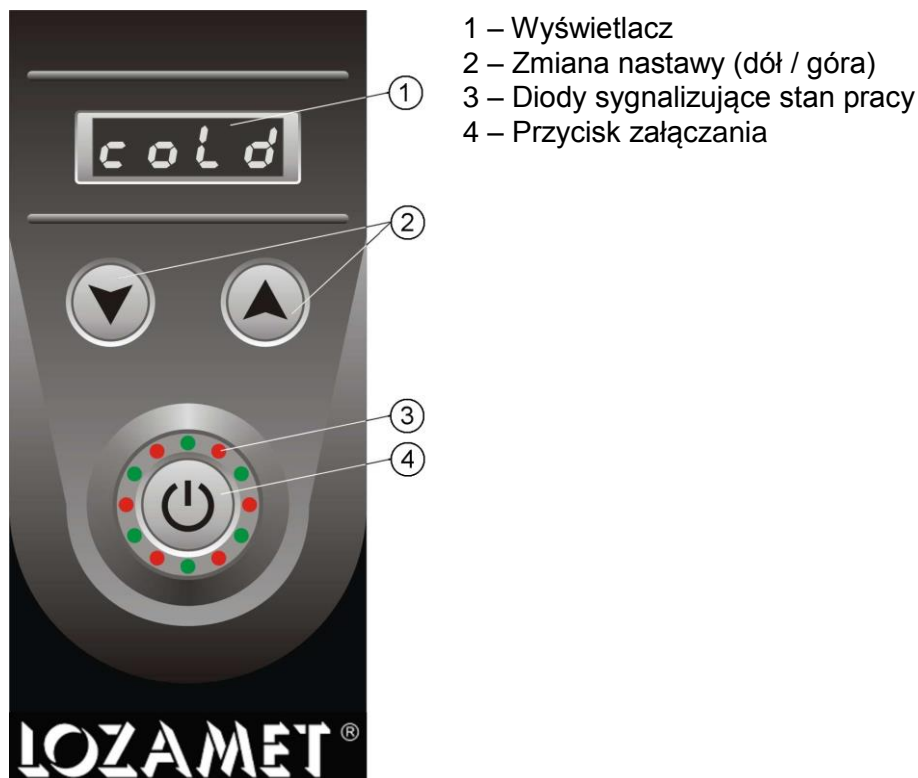 1 – Wyświetlacz
2 – Zmiana nastawy (dół / góra)
3 – Diody sygnalizujące stan pracy
4 – Przycisk załączania
1
coLd
2
3
4
LOZAMET®